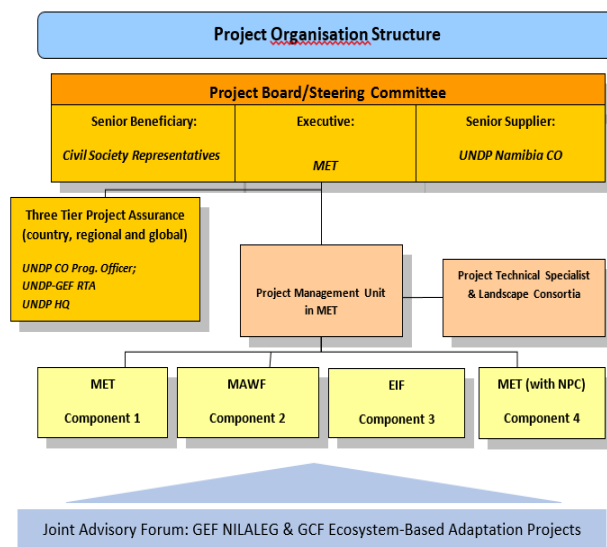 Project Organisation Structure
Project Board/Steering Committee
Senior Beneficiary:
Civil Society Representatives
Executive:
MET
Senior Supplier:
UNDP Namibia CO
Three Tier Project Assurance
(country, regional and global)
UNDP CO Prog. Officer;
UNDP-GEF RTA
UNDP HQ
Project Management Unit
in MET
Project Technical Specialist
& Landscape Consortia
MET
Component 1
MAWF
Component 2
EIF
Component 3
MET (with NPC)
Component 4
Joint Advisory Forum: GEF NILALEG & GCF Ecosystem-Based Adaptation Projects